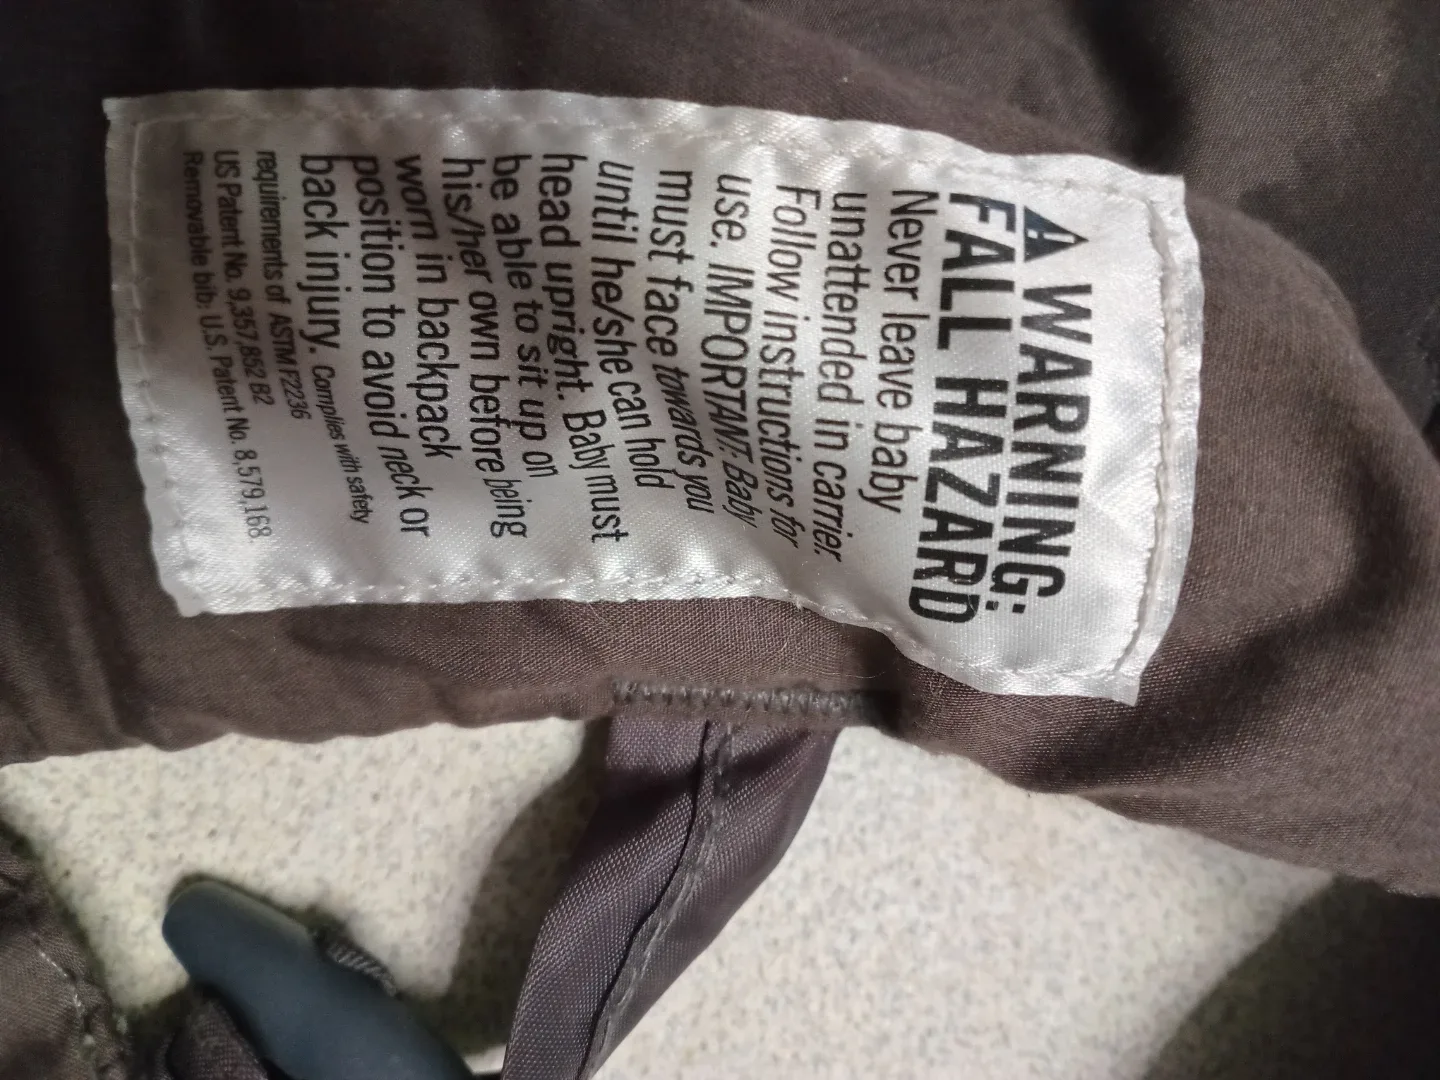 WARNING:
FALL HAZARD
Never leave baby
unattended in carrier.
Follow instructions for
use. IMPORTANT: Baby
must face towards you
until he/she can hold
head upright. Baby must
be able to sit up on
his/her own before being
worn in backpack
position to avoid neck or
back injury. Complies with safety
requirements of ASTM F2236
US Patent No. 9,357,852 B2
Removable bib: U.S. Patent No. 8,579,168